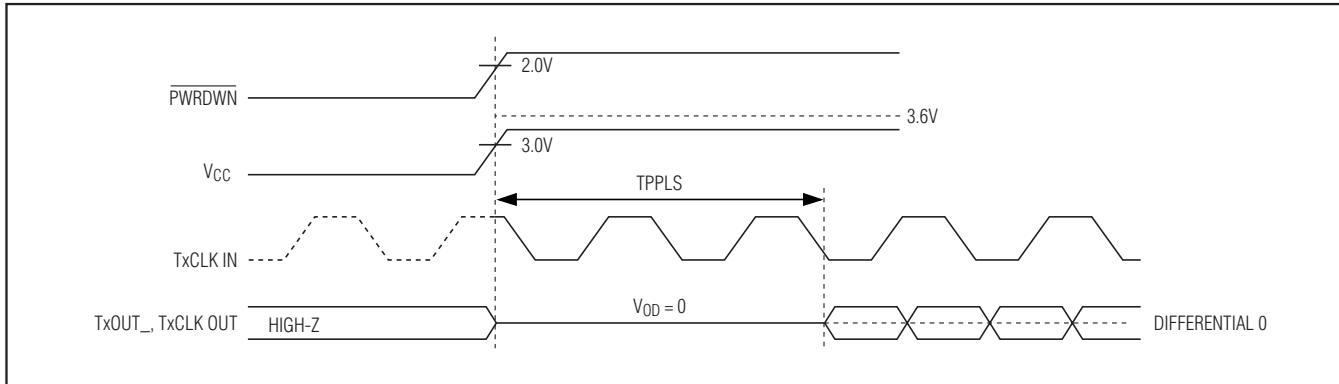 2.0V
PWRDWN
3.6V
3.0V
VCC
TPPLS
TxCLK IN
VOD = 0
TxOUT_, TxCLK OUT
HIGH-Z
DIFFERENTIAL 0